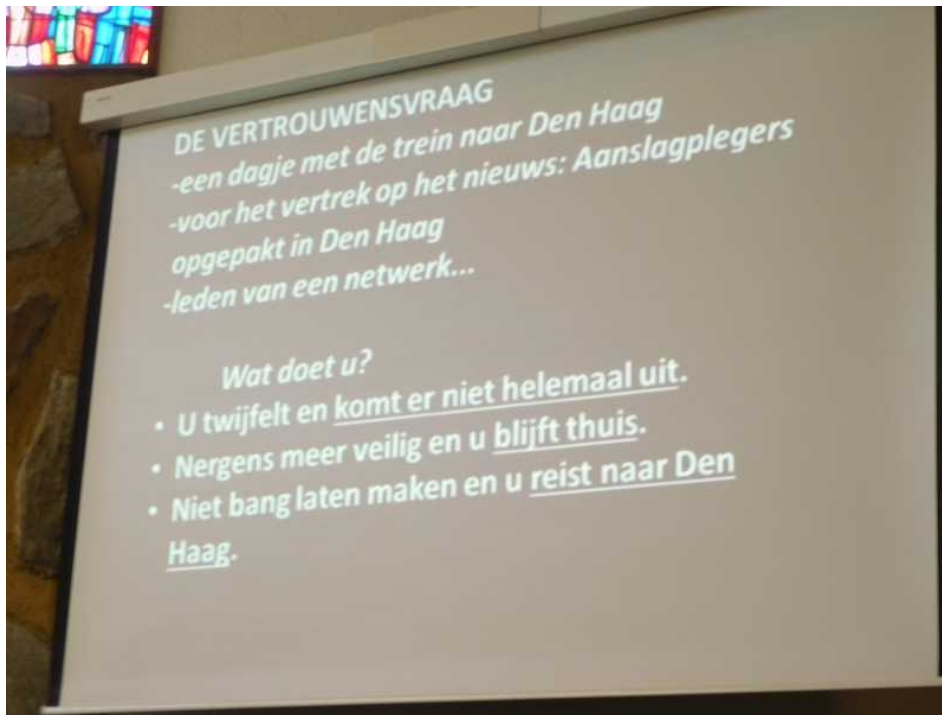 DE VERTROUWENSVRAAG
-een dagje met de trein naar Den Haag
-voor het vertrek op het nieuws: Aanslagplegers
opgepakt in Den Haag
-leden van een netwerk...
Wat doet u?
• U twijfelt en komt er niet helemaal uit.
• Nergens meer veilig en u blijft thuis.
• Niet bang laten maken en u reist naar Den
Haag.